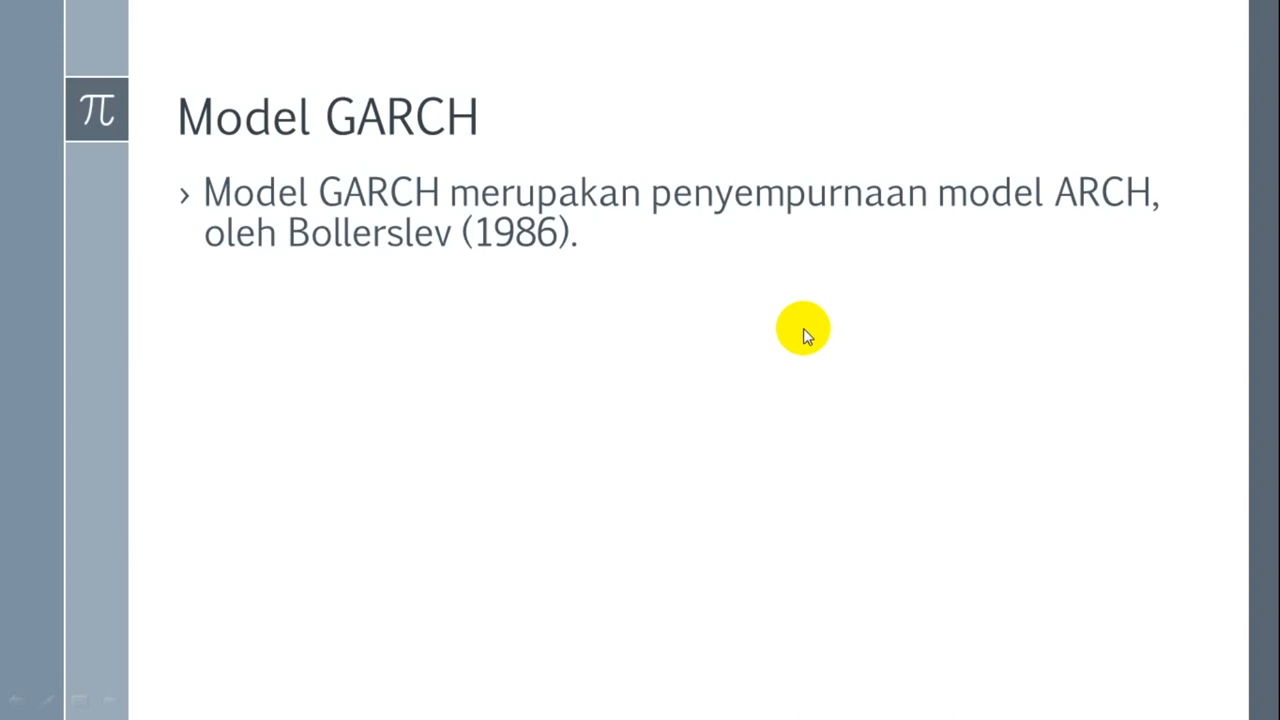 π
Model GARCH
› Model GARCH merupakan penyempurnaan model ARCH,
oleh Bollerslev (1986).